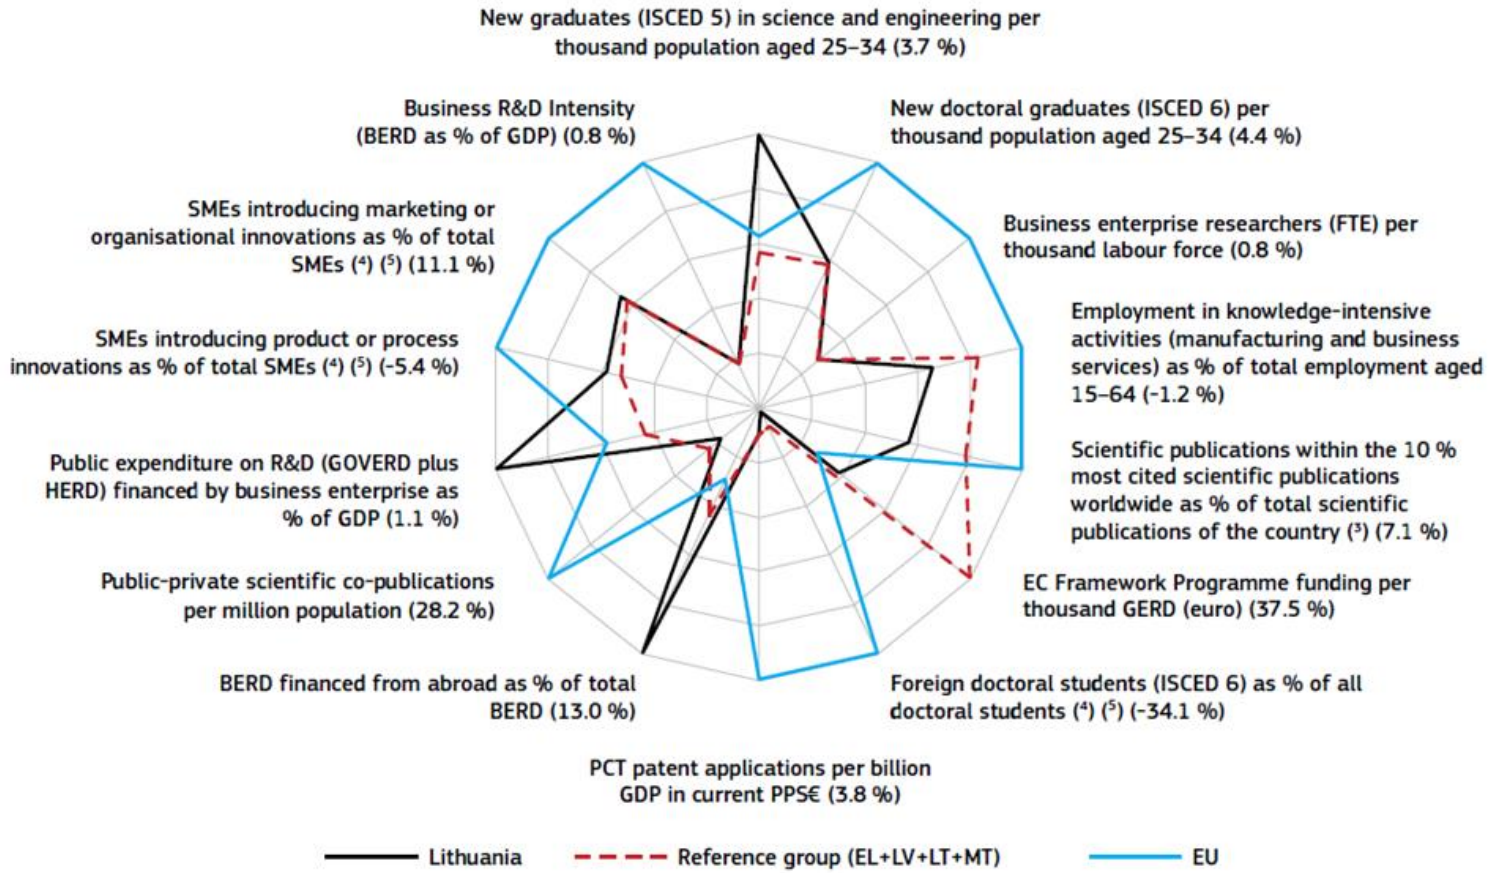 New graduates (ISCED 5) in science and engineering per
thousand population aged 25–34 (3.7 %)
Business R&D Intensity
(BERD as % of GDP) (0.8 %)
New doctoral graduates (ISCED 6) per
thousand population aged 25–34 (4.4 %)
SMEs introducing marketing or
organisational innovations as % of total
SMEs (⁴) (⁵) (11.1 %)
Business enterprise researchers (FTE) per
thousand labour force (0.8 %)
SMEs introducing product or process
innovations as % of total SMEs (⁴) (⁵) (-5.4 %)
Employment in knowledge-intensive
activities (manufacturing and business
services) as % of total employment aged
15–64 (-1.2 %)
Public expenditure on R&D (GOVERD plus
HERD) financed by business enterprise as
% of GDP (1.1 %)
Scientific publications within the 10 %
most cited scientific publications
worldwide as % of total scientific
publications of the country (³) (7.1 %)
Public-private scientific co-publications
per million population (28.2 %)
EC Framework Programme funding per
thousand GERD (euro) (37.5 %)
BERD financed from abroad as % of total
BERD (13.0 %)
Foreign doctoral students (ISCED 6) as % of all
doctoral students (⁴) (⁵) (-34.1 %)
PCT patent applications per billion
GDP in current PPS€ (3.8 %)
Lithuania
Reference group (EL+LV+LT+MT)
EU